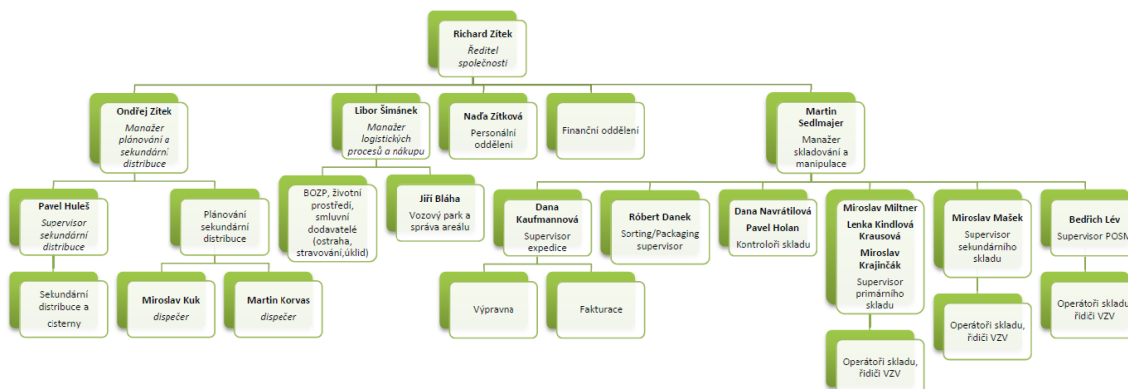 Richard Zítek
Ředitel
společnosti
Ondřej Zítek
Manažer
plánování a
sekundární
distribuce
Libor Šimánek
Manažer
logistických
procesů a nákupu
Naďa Zítková
Personální
oddělení
Finanční oddělení
Martin
Sedlmajer
Manažer
skladování a
manipulace
Pavel Huleš
Supervisor
sekundární
distribuce
Plánování
sekundární
distribuce
BOZP, životní
prostředí,
smluvní
dodavatelé
(ostraha,
stravování,úklid)
Jiří Bláha
Vozový park a
správa areálu
Dana
Kaufmannová
Supervisor
expedice
Róbert Danek
Sorting/Packaging
supervisor
Dana Navrátilová
Pavel Holan
Kontroloři skladu
Miroslav Miltner
Lenka Kindlová
Krausová
Miroslav
Krajinčák
Supervisor
primárního
skladu
Miroslav Mašek
Supervisor
sekundárního
skladu
Bedřich Lév
Supervisor POSM
Sekundární
distribuce a
cisterny
Miroslav Kuk
dispečer
Martin Korvas
dispečer
Výpravna
Fakturace
Operátoři skladu,
řidiči VZV
Operátoři skladu,
řdiči VZV
Operátoři skladu,
řidiči VZV